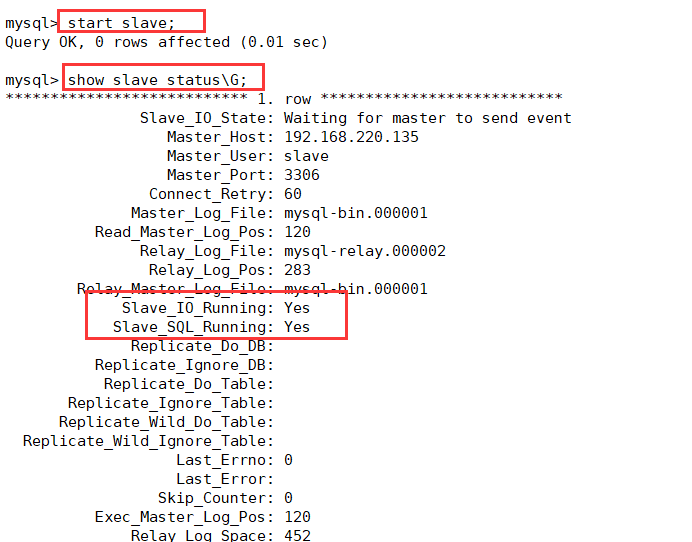 mysql> start slave;
Query OK, 0 rows affected (0.01 sec)
mysql> show slave status\G;
*************************** 1. row ***************************
Slave_IO_State: Waiting for master to send event
Master_Host: 192.168.220.135
Master_User: slave
Master_Port: 3306
Connect_Retry: 60
Master_Log_File: mysql-bin.000001
Read_Master_Log_Pos: 120
Relay_Log_File: mysql-relay.000002
Relay_Log_Pos: 283
Relay_Master_Log_File: mysql-bin.000001
Slave_IO_Running: Yes
Slave_SQL_Running: Yes
Replicate_Do_DB:
Replicate_Ignore_DB:
Replicate_Do_Table:
Replicate_Ignore_Table:
Replicate_Wild_Do_Table:
Replicate_Wild_Ignore_Table:
Last_Errno: 0
Last_Error:
Skip_Counter: 0
Exec_Master_Log_Pos: 120
Relay_Log_Space: 452